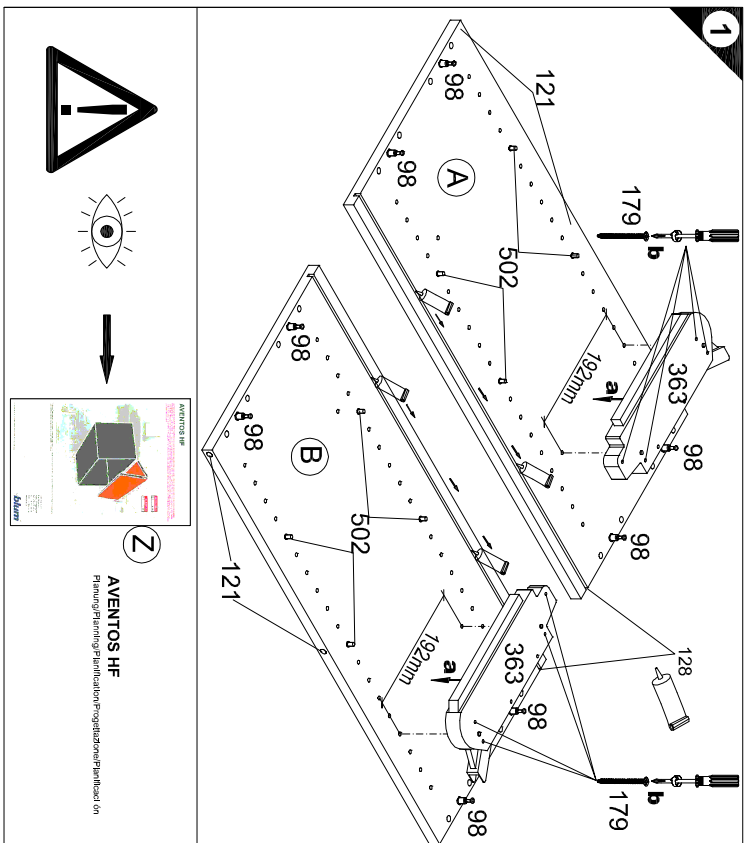 1
121
98
98
A
179
b
502
363
192mm
a
98
98
128
98
98
B
502
121
192mm
a
363
98
98
b
179
AVENTOS HF
blum
Z
AVENTOS HF
Planung/Planning/Planification/Progettazione/Planificación